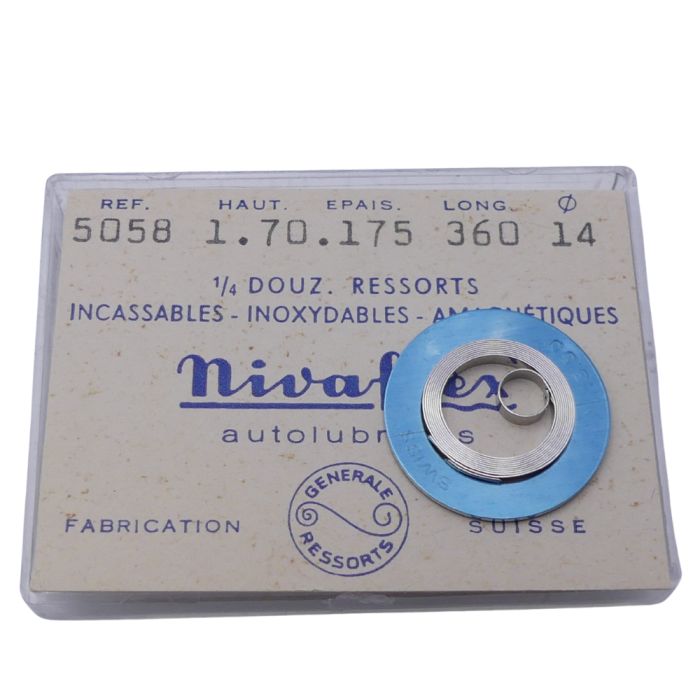 REF. HAUT. EPAIS. LONG. Ø
5058 1.70 .175 360 14
1/4 DOUZ. RESSORTS
INCASSABLES - INOXYDABLES - AMAGNÉTIQUES
Nivaflex
GENERALE
RESSORTS
FABRICATION SUISSE
SWISS